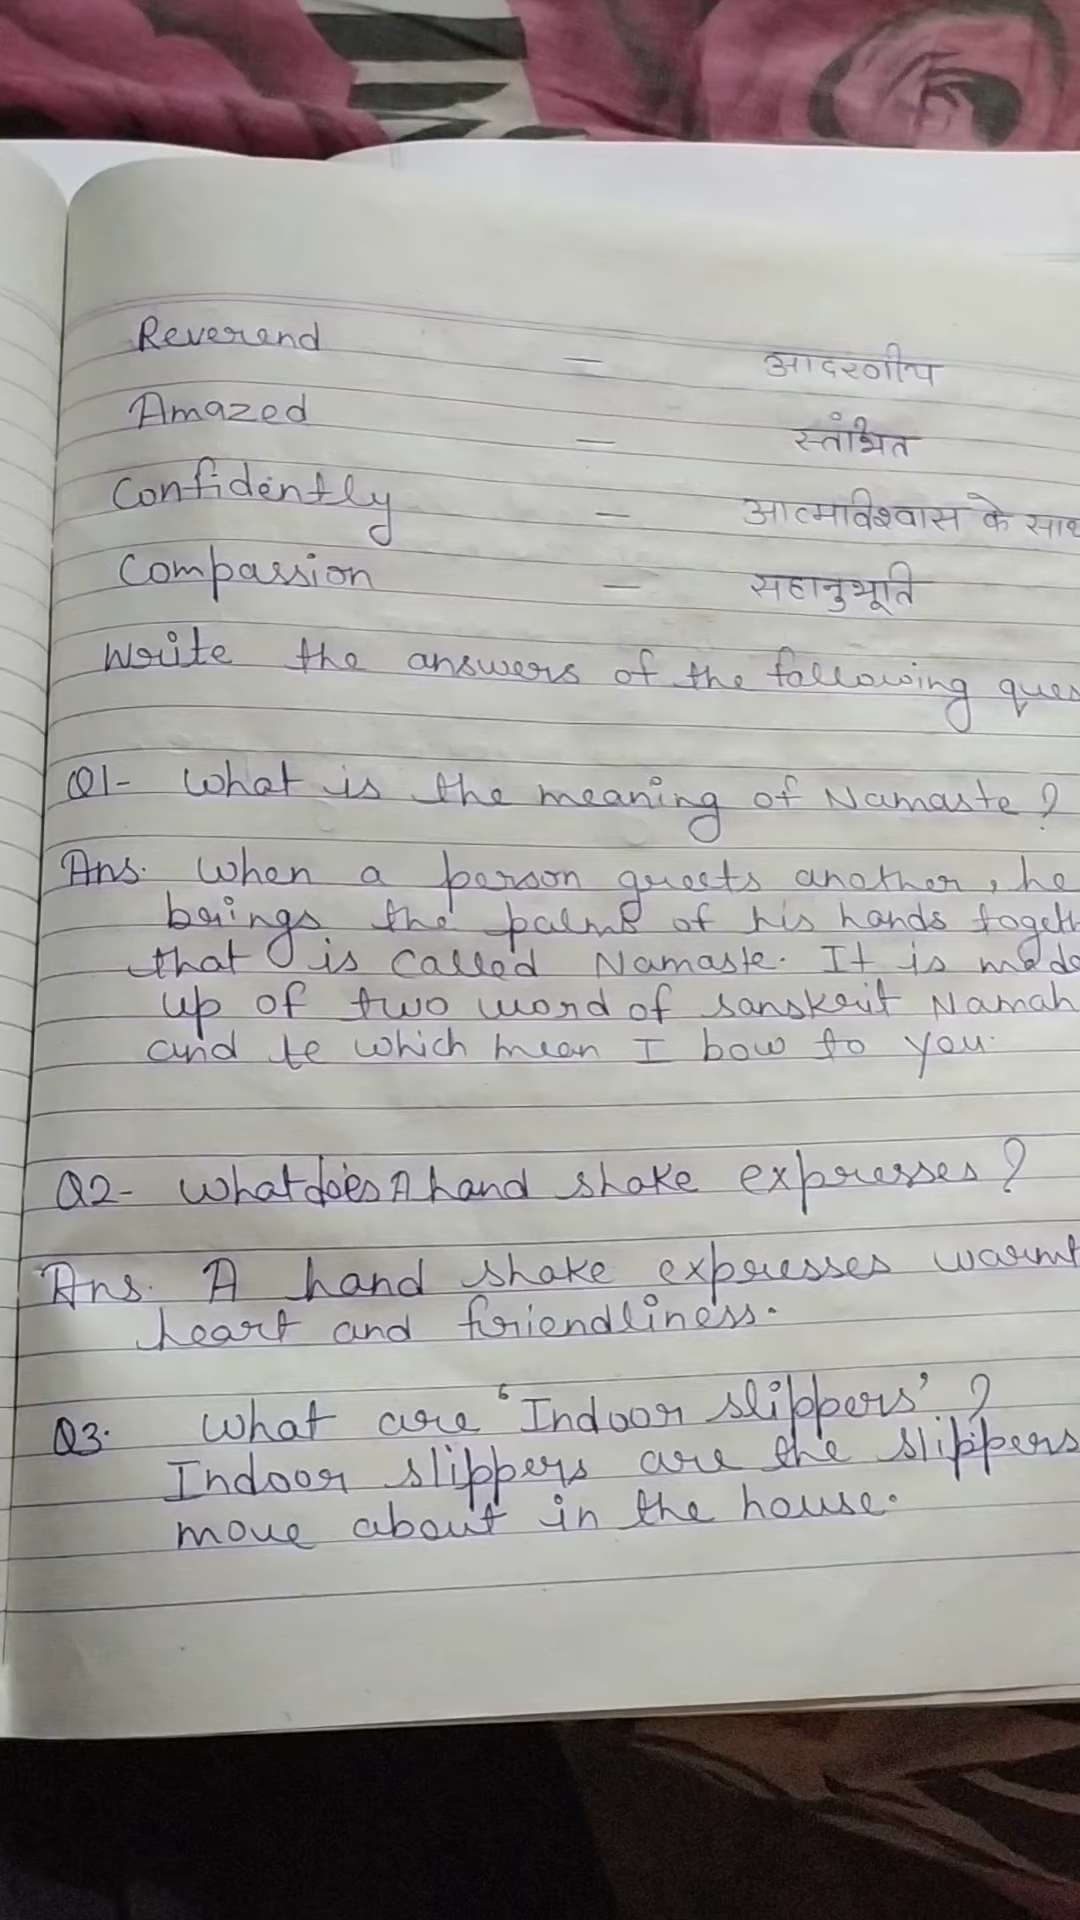 Reverend - आदरणीय
Amazed - स्तंभित
Confidently - आत्मविश्वास के साथ
Compassion - सहानुभूति
Write the answers of the following ques
Q1- What is the meaning of Namaste?
Ans. When a person greets another, he
brings the palms of his hands togeth
that is called Namaste. It is made
up of two word of sanskrit Namah
and te which mean I bow to you.
Q2- What does A hand shake expresses?
Ans. A hand shake expresses warmt
heart and friendliness.
Q3. What are 'Indoor slippers'?
Indoor slippers are the slippers
move about in the house.